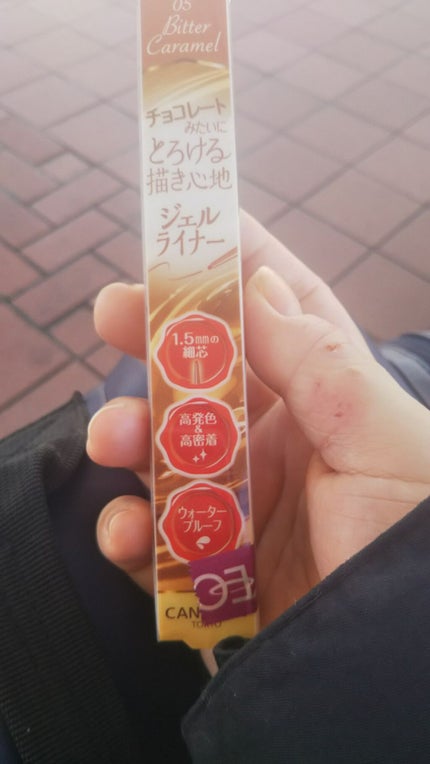 05
Bitter
Caramel
チョコレート
みたいに
とろける
描き心地
ジェル
ライナー
1.5mmの
細芯
高発色
&
高密着
ウォーター
プルーフ
CAN
TOKYO